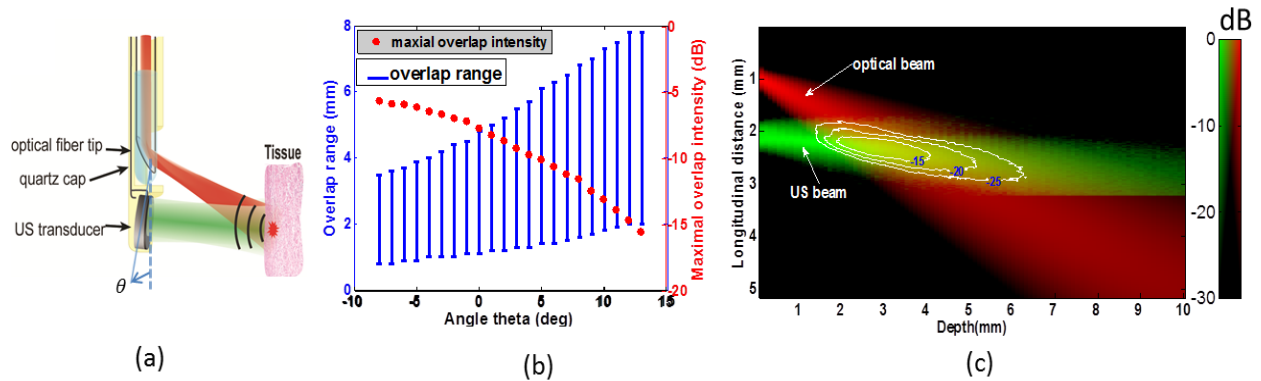 optical fiber tip
quartz cap
US transducer
Tissue
θ
(a)
maxial overlap intensity
overlap range
Overlap range (mm)
8
6
4
2
0
-10
-5
0
5
10
15
Angle theta (deg)
0
-5
-10
-15
-20
Maximal overlap intensity (dB)
(b)
optical beam
US beam
-15
-20
-25
Longitudinal distance (mm)
1
2
3
4
5
1
2
3
4
5
6
7
8
9
10
Depth(mm)
dB
0
-10
-20
-30
(c)